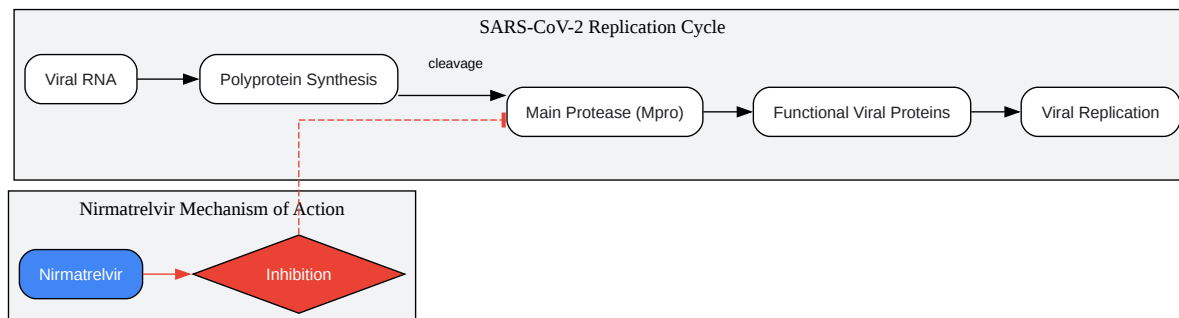 SARS-CoV-2 Replication Cycle
Viral RNA
Polyprotein Synthesis
cleavage
Main Protease (Mpro)
Functional Viral Proteins
Viral Replication
Nirmatrelvir Mechanism of Action
Nirmatrelvir
Inhibition